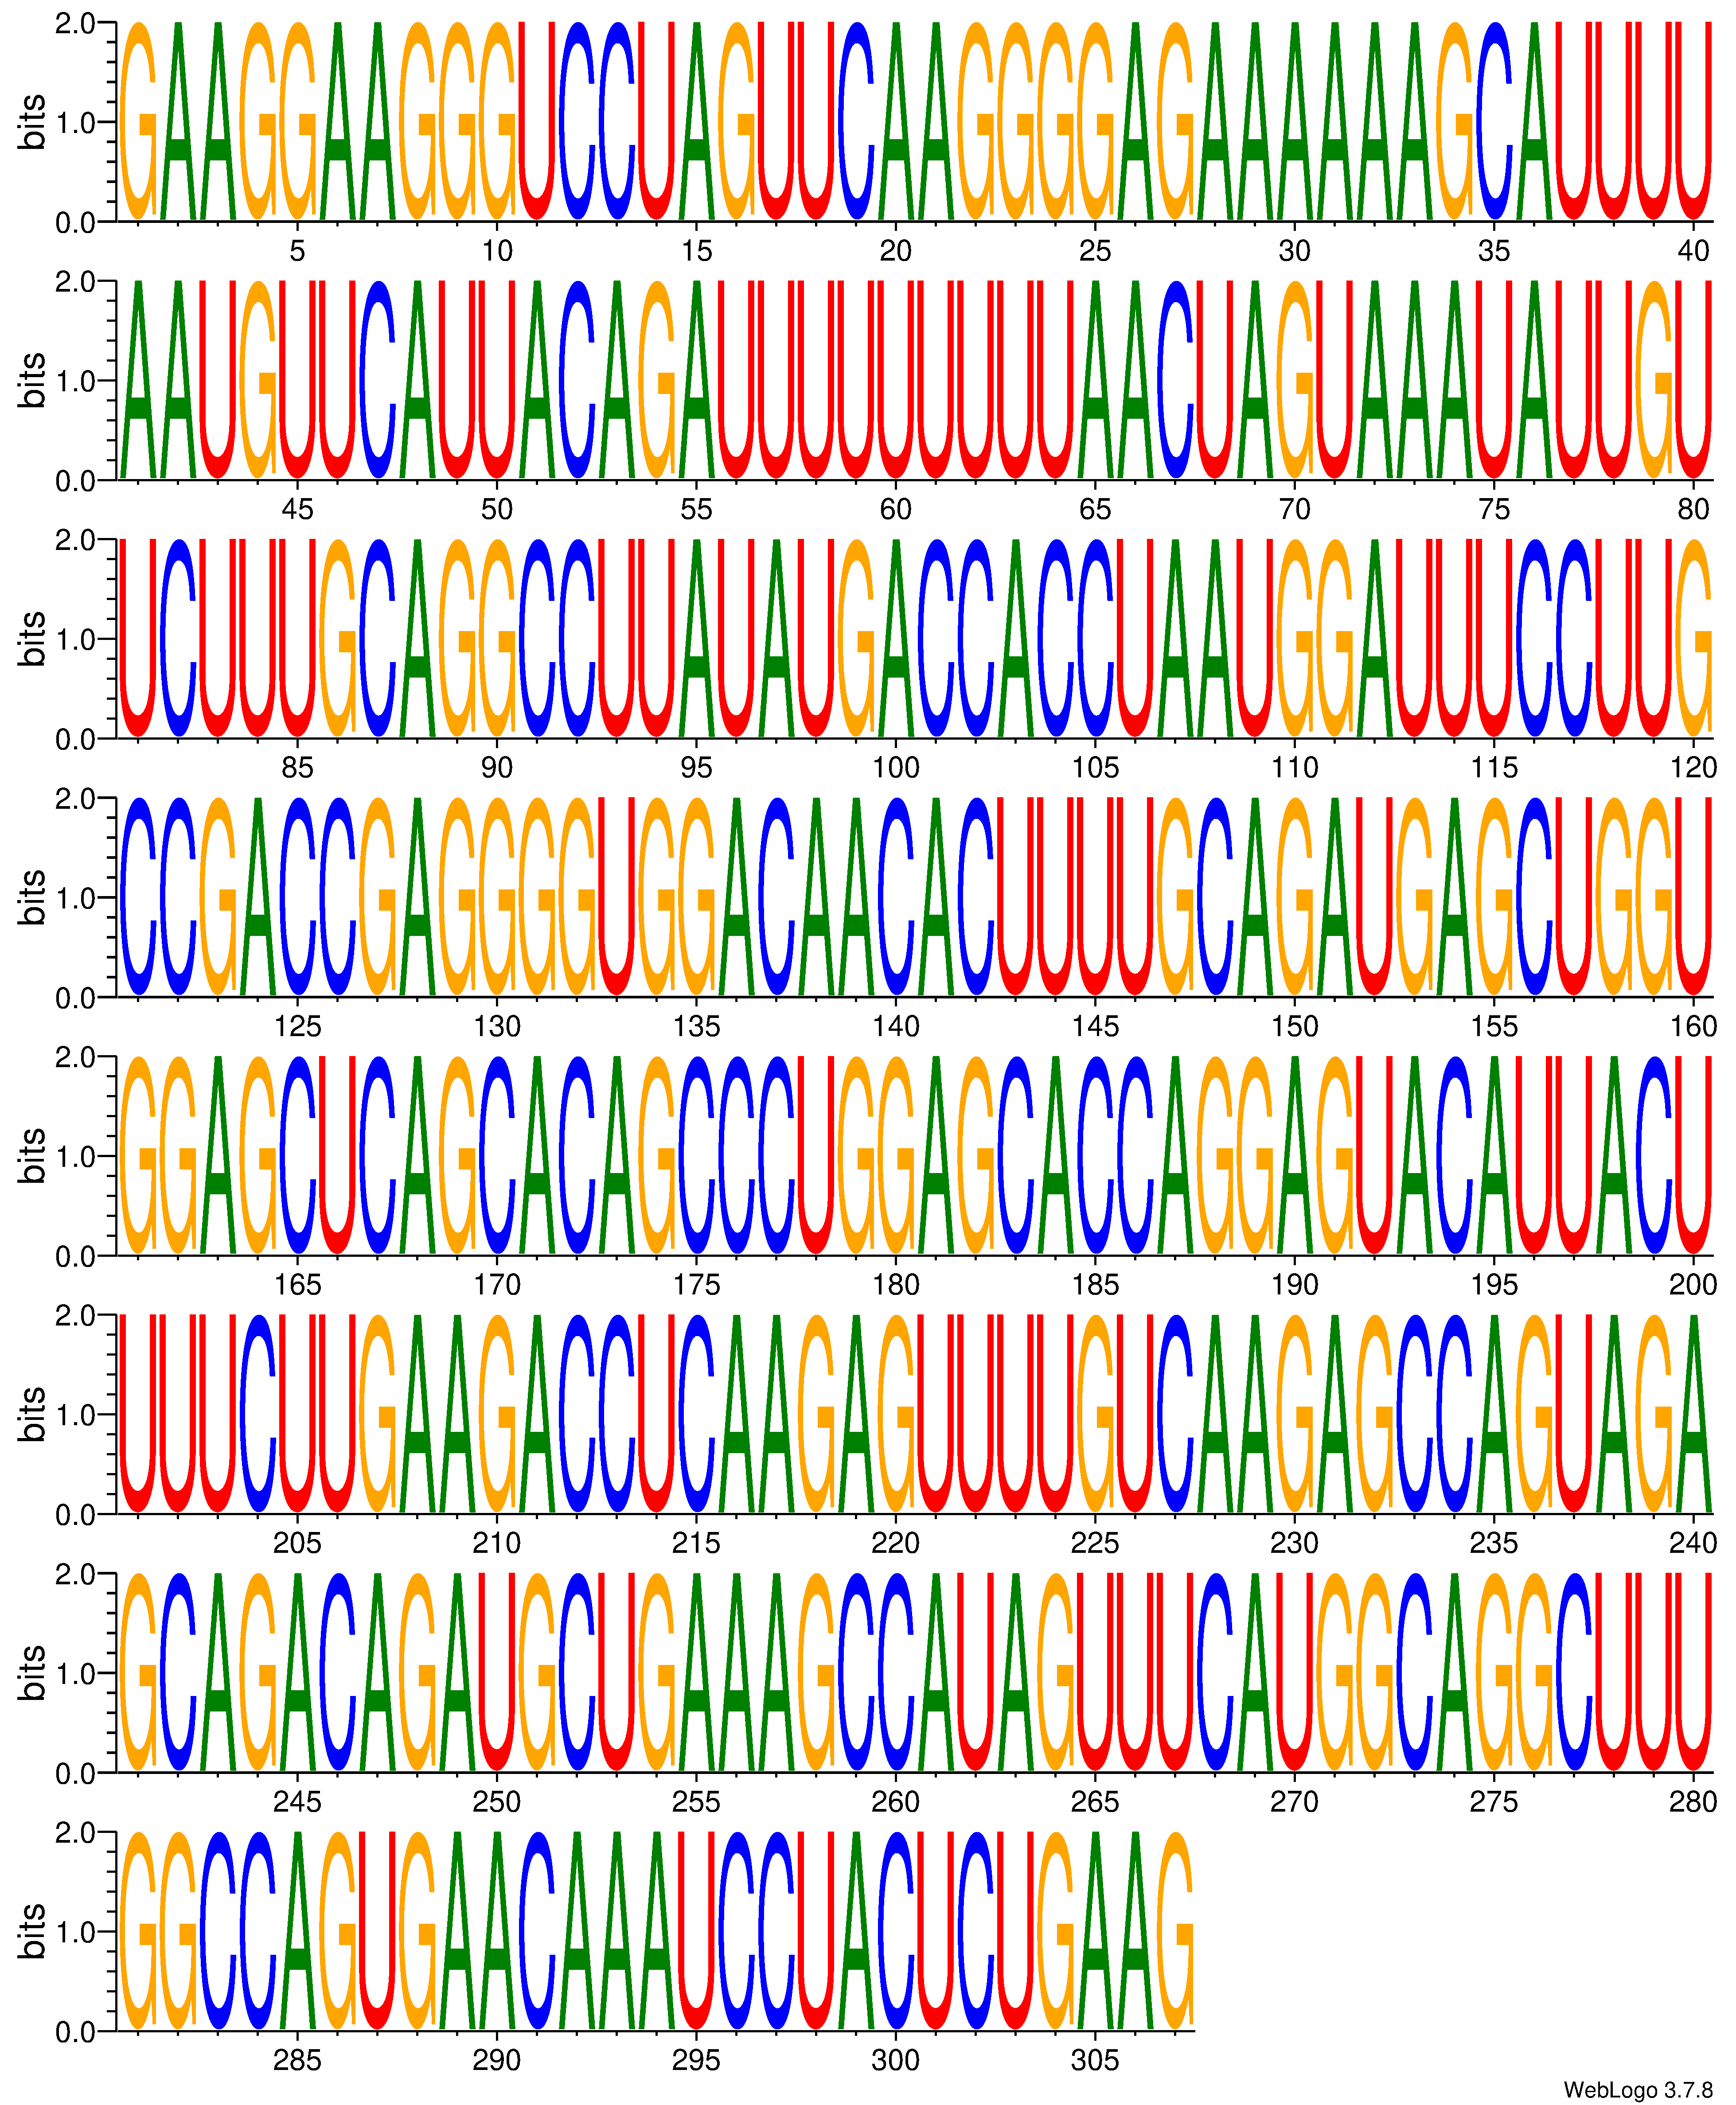 2.0 GAAGGAAGGGUCCUAGUUCAAGGGGAGAAAAAAGCAUUUU
bits 1.0
0.0
5 10 15 20 25 30 35 40
2.0 AAUGUUCAUUACAGAUUUUUUUUUAACUAGUAAAUAUUGU
bits 1.0
0.0
45 50 55 60 65 70 75 80
2.0 UCUUUGCAGGCCUUAUAUGACCACCUAAUGGAUUUCCUUG
bits 1.0
0.0
85 90 95 100 105 110 115 120
2.0 CCGACCGAGGGGUGGACAACACUUUUGCAGAUGAGCUGGU
bits 1.0
0.0
125 130 135 140 145 150 155 160
2.0 GGAGCUCAGCACAGCCCUGGAGCACCAGGAGUACAUUACU
bits 1.0
0.0
165 170 175 180 185 190 195 200
2.0 UUUCUUGAAGACCUCAAGAGUUUUGUCAAGAGCCAGUAGA
bits 1.0
0.0
205 210 215 220 225 230 235 240
2.0 GCAGACAGAUGCUGAAAGCCAUAGUUUCAUGGCAGGCUUU
bits 1.0
0.0
245 250 255 260 265 270 275 280
2.0 GGCCAGUGAACAAAUCCUACUCUGAAG
bits 1.0
0.0
285 290 295 300 305
WebLogo 3.7.8